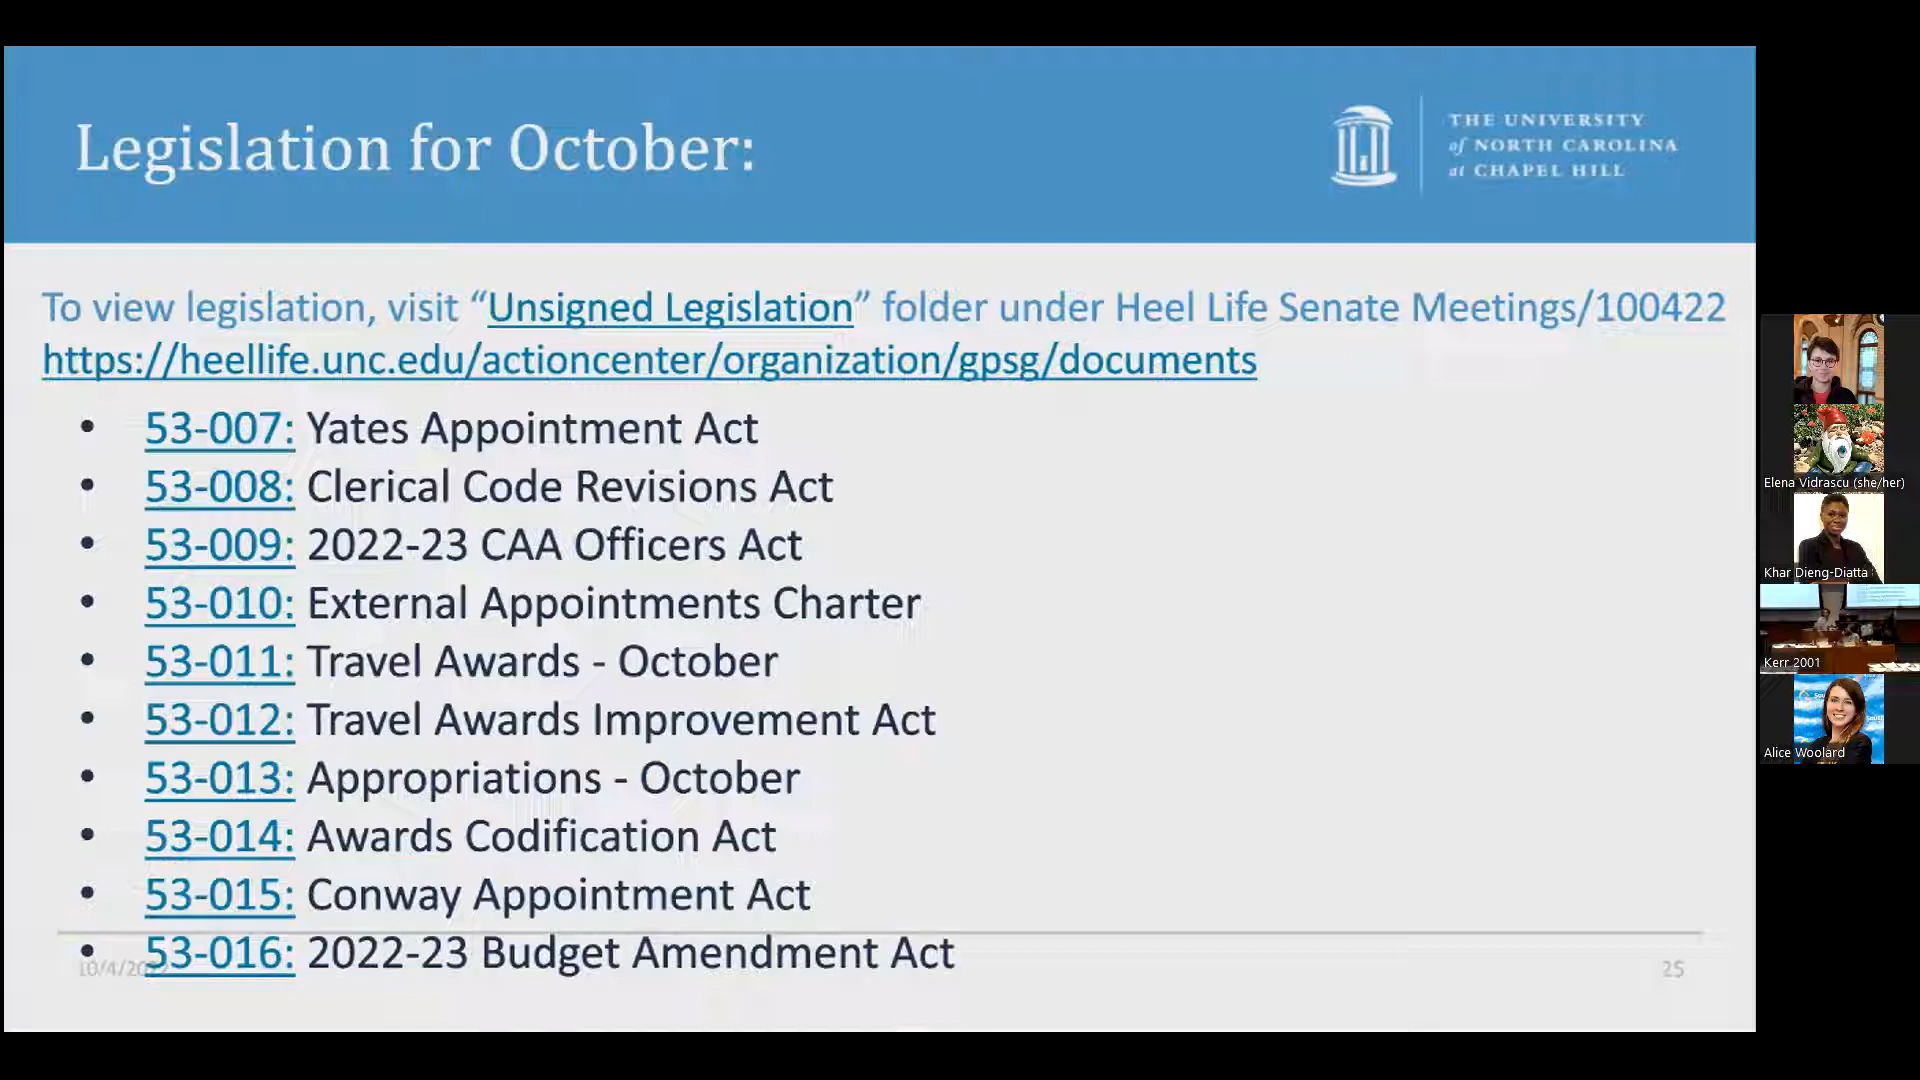 Legislation for October:
THE UNIVERSITY
of NORTH CAROLINA
at CHAPEL HILL
To view legislation, visit “Unsigned Legislation” folder under Heel Life Senate Meetings/100422
https://heellife.unc.edu/actioncenter/organization/gpsg/documents
• 53-007: Yates Appointment Act
• 53-008: Clerical Code Revisions Act
• 53-009: 2022-23 CAA Officers Act
• 53-010: External Appointments Charter
• 53-011: Travel Awards - October
• 53-012: Travel Awards Improvement Act
• 53-013: Appropriations - October
• 53-014: Awards Codification Act
• 53-015: Conway Appointment Act
• 53-016: 2022-23 Budget Amendment Act
25
Elena Vidrascu (she/her)
Khar Dieng-Diatta
Kerr 2001
Alice Woolard